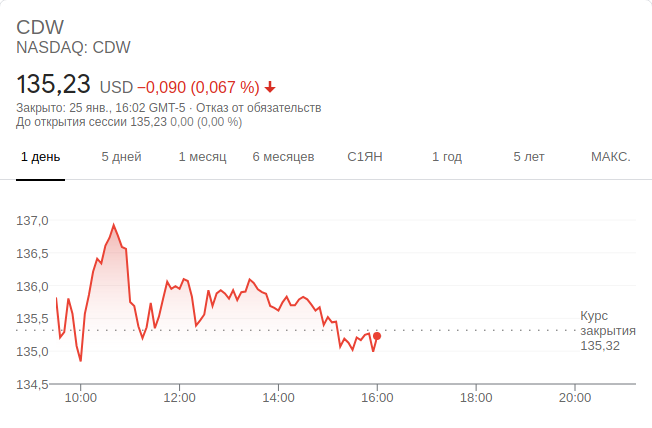 CDW
NASDAQ: CDW
135,23 USD −0,090 (0,067 %)
Закрыто: 25 янв., 16:02 GMT-5 · Отказ от обязательств
До открытия сессии 135,23 0,00 (0,00 %)
1 день 5 дней 1 месяц 6 месяцев С1ЯН 1 год 5 лет МАКС.
137,0
136,5
136,0
135,5
135,0
134,5
Курс
закрытия
135,32
10:00 12:00 14:00 16:00 18:00 20:00